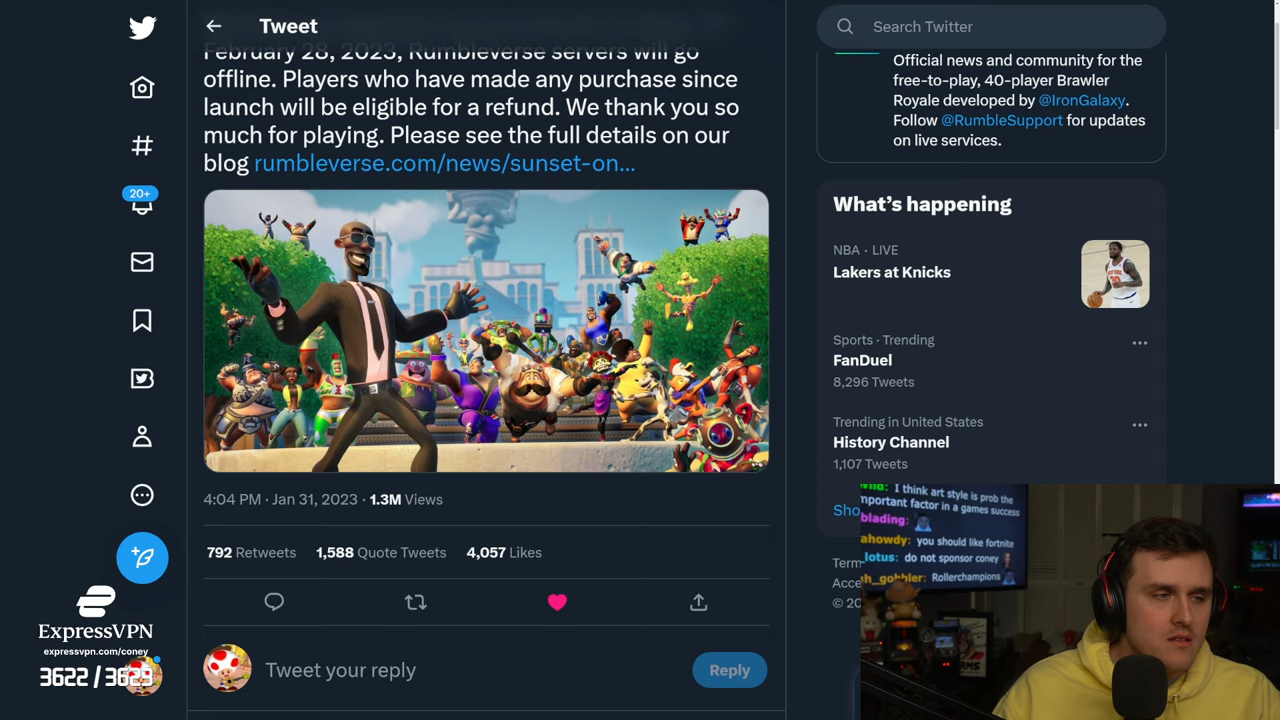 Tweet
February 28, 2023, Rumbleverse servers will go
offline. Players who have made any purchase since
launch will be eligible for a refund. We thank you so
much for playing. Please see the full details on our
blog rumbleverse.com/news/sunset-on…
4:04 PM · Jan 31, 2023 · 1.3M Views
792 Retweets 1,588 Quote Tweets 4,057 Likes
Tweet your reply
Reply
20+
ExpressVPN
expressvpn.com/coney
3622 / 3629
Search Twitter
Official news and community for the
free-to-play, 40-player Brawler
Royale developed by @IronGalaxy.
Follow @RumbleSupport for updates
on live services.
What's happening
NBA · LIVE
Lakers at Knicks
Sports · Trending
FanDuel
8,296 Tweets
Trending in United States
History Channel
1,107 Tweets
Sho
Term
Acce
© 20
I think art style is prob the
mportant factor in a games success
blading:
ahowdy: you should like fortnite
lotus: do not sponsor coney
h_gobbler: Rollerchampions